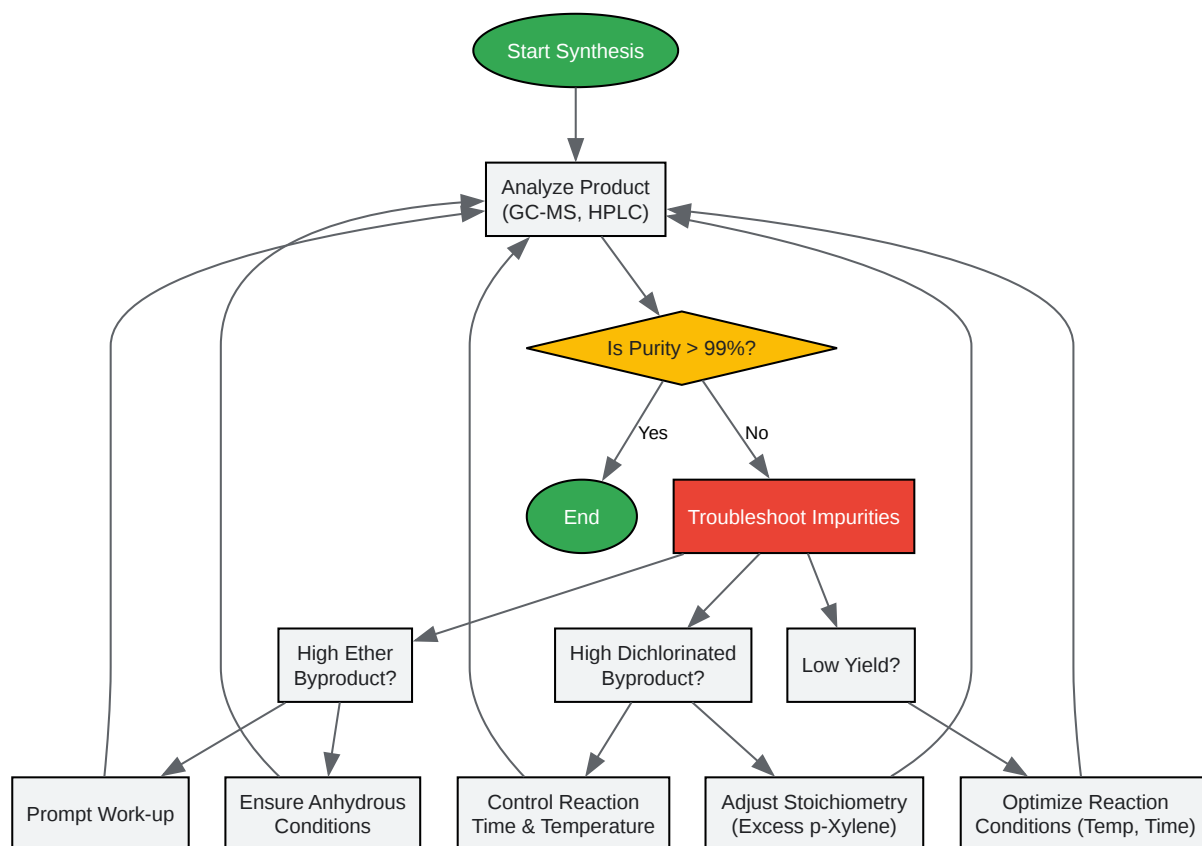 Start Synthesis
Analyze Product
(GC-MS, HPLC)
Is Purity > 99%?
Yes
No
End
Troubleshoot Impurities
High Ether
Byproduct?
High Dichlorinated
Byproduct?
Low Yield?
Prompt Work-up
Ensure Anhydrous
Conditions
Control Reaction
Time & Temperature
Adjust Stoichiometry
(Excess p-Xylene)
Optimize Reaction
Conditions (Temp, Time)